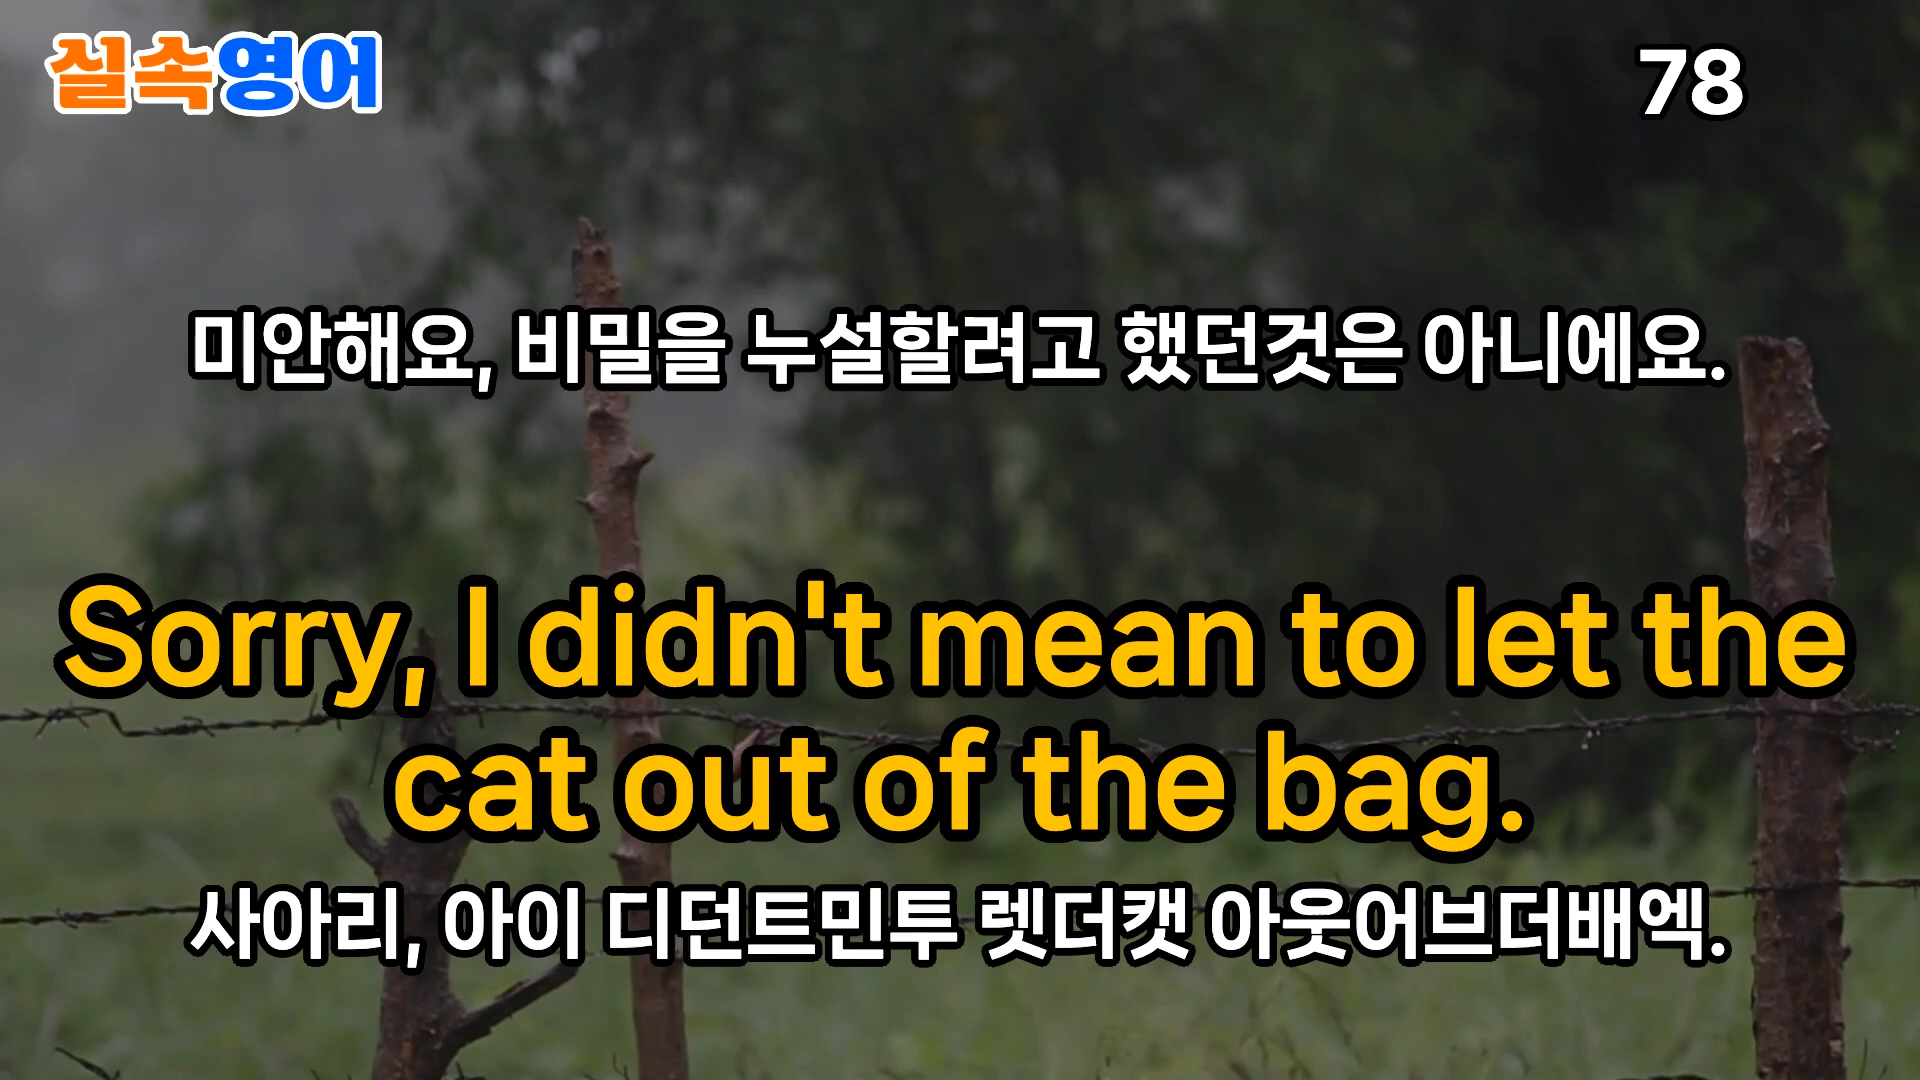 실속영어
78
미안해요, 비밀을 누설할려고 했던것은 아니에요.
Sorry, I didn't mean to let the
cat out of the bag.
사아리, 아이 디던트민투 렛더캣 아웃어브더배엑.